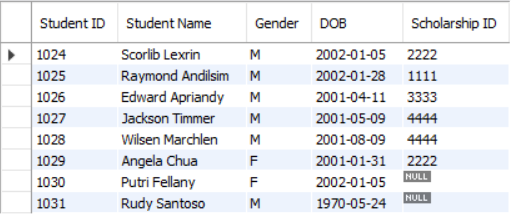 Student ID Student Name Gender DOB Scholarship ID
1024 Scorlib Lexrin M 2002-01-05 2222
1025 Raymond Andilsim M 2002-01-28 1111
1026 Edward Apriandy M 2001-04-11 3333
1027 Jackson Timmer M 2001-05-09 4444
1028 Wilsen Marchlen M 2001-08-09 4444
1029 Angela Chua F 2001-01-31 2222
1030 Putri Fellany F 2002-01-05 NULL
1031 Rudy Santoso M 1970-05-24 NULL